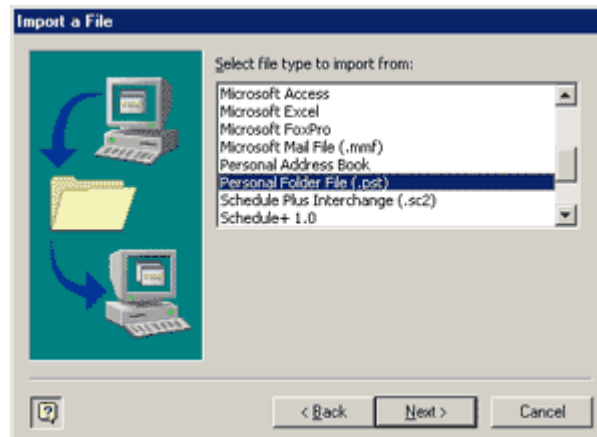 Import a File
Select file type to import from:
Microsoft Access
Microsoft Excel
Microsoft FoxPro
Microsoft Mail File (.mmf)
Personal Address Book
Personal Folder File (.pst)
Schedule Plus Interchange (.sc2)
Schedule+ 1.0
?
< Back
Next >
Cancel